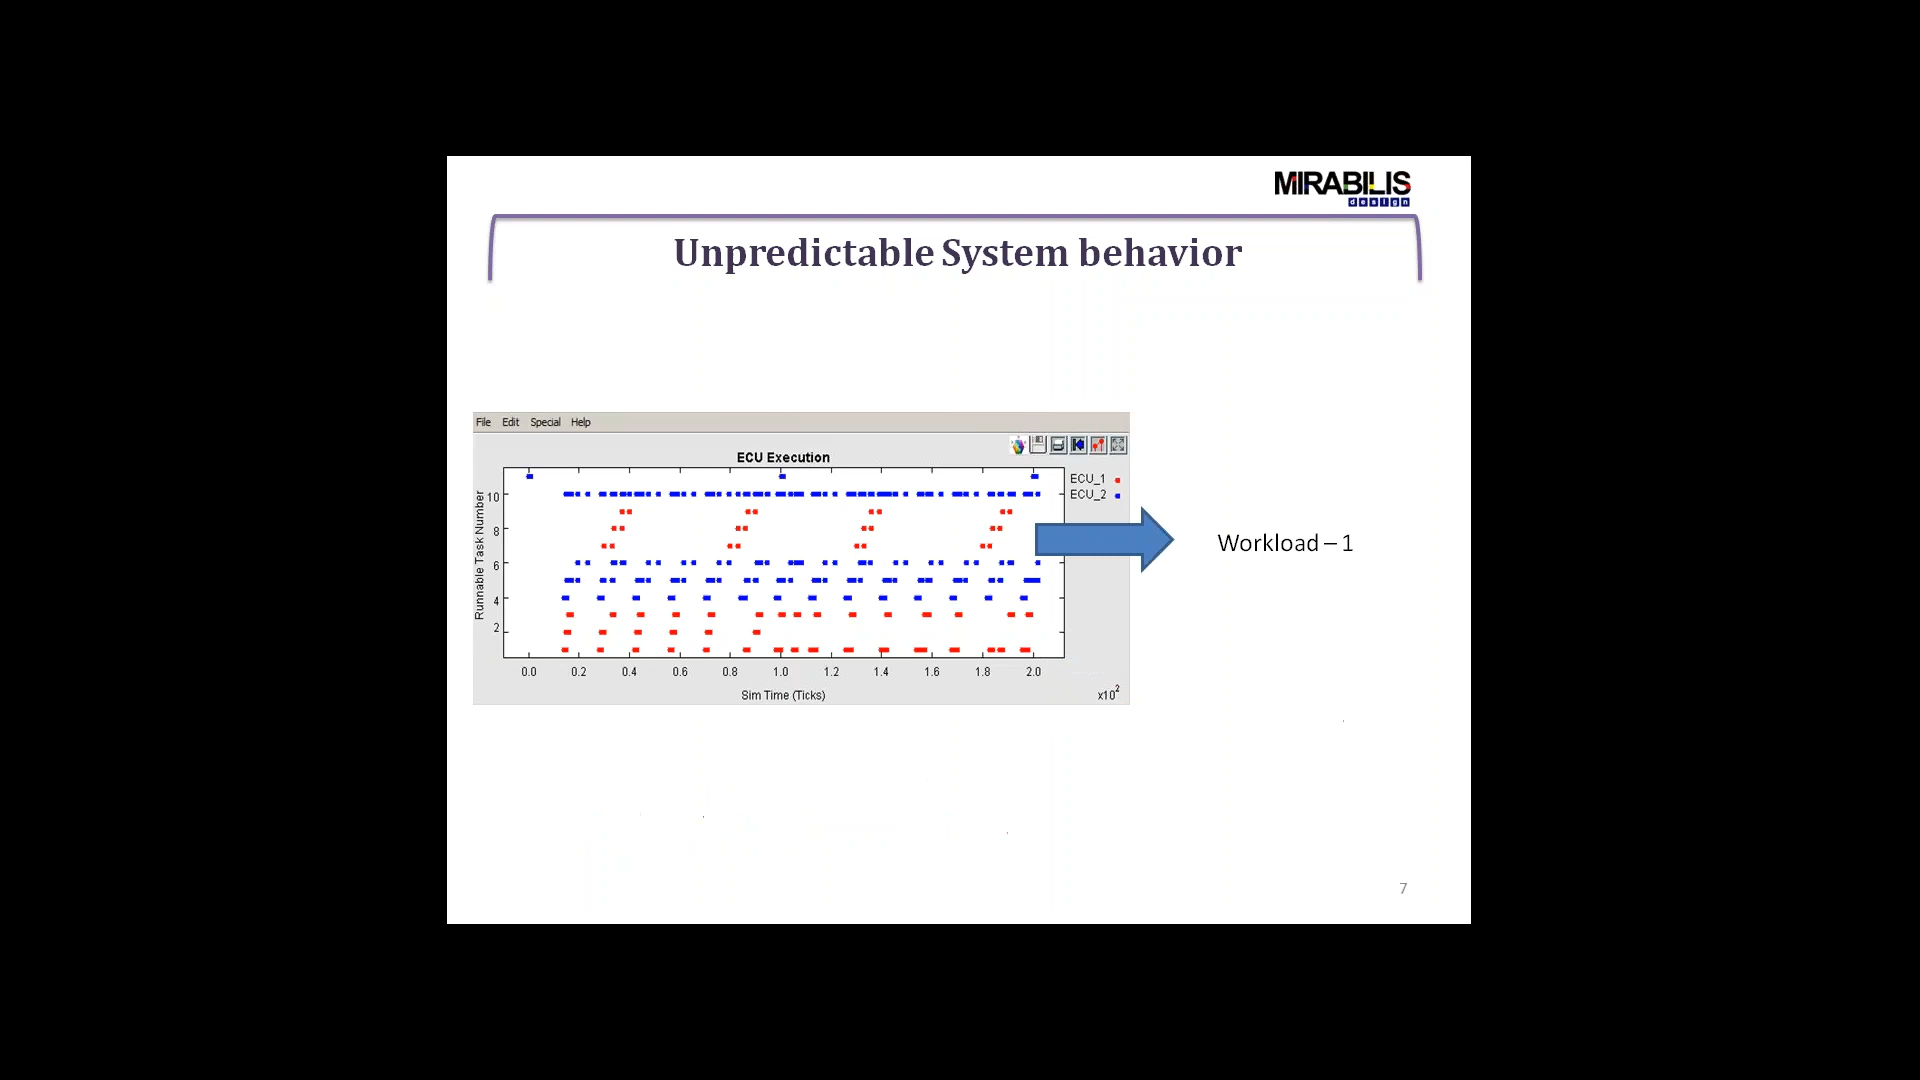 MIRABILIS
design
Unpredictable System behavior
File Edit Special Help
ECU Execution
ECU_1
ECU_2
Runnable Task Number
10
8
6
4
2
0.0 0.2 0.4 0.6 0.8 1.0 1.2 1.4 1.6 1.8 2.0
Sim Time (Ticks)
x10²
Workload – 1
7